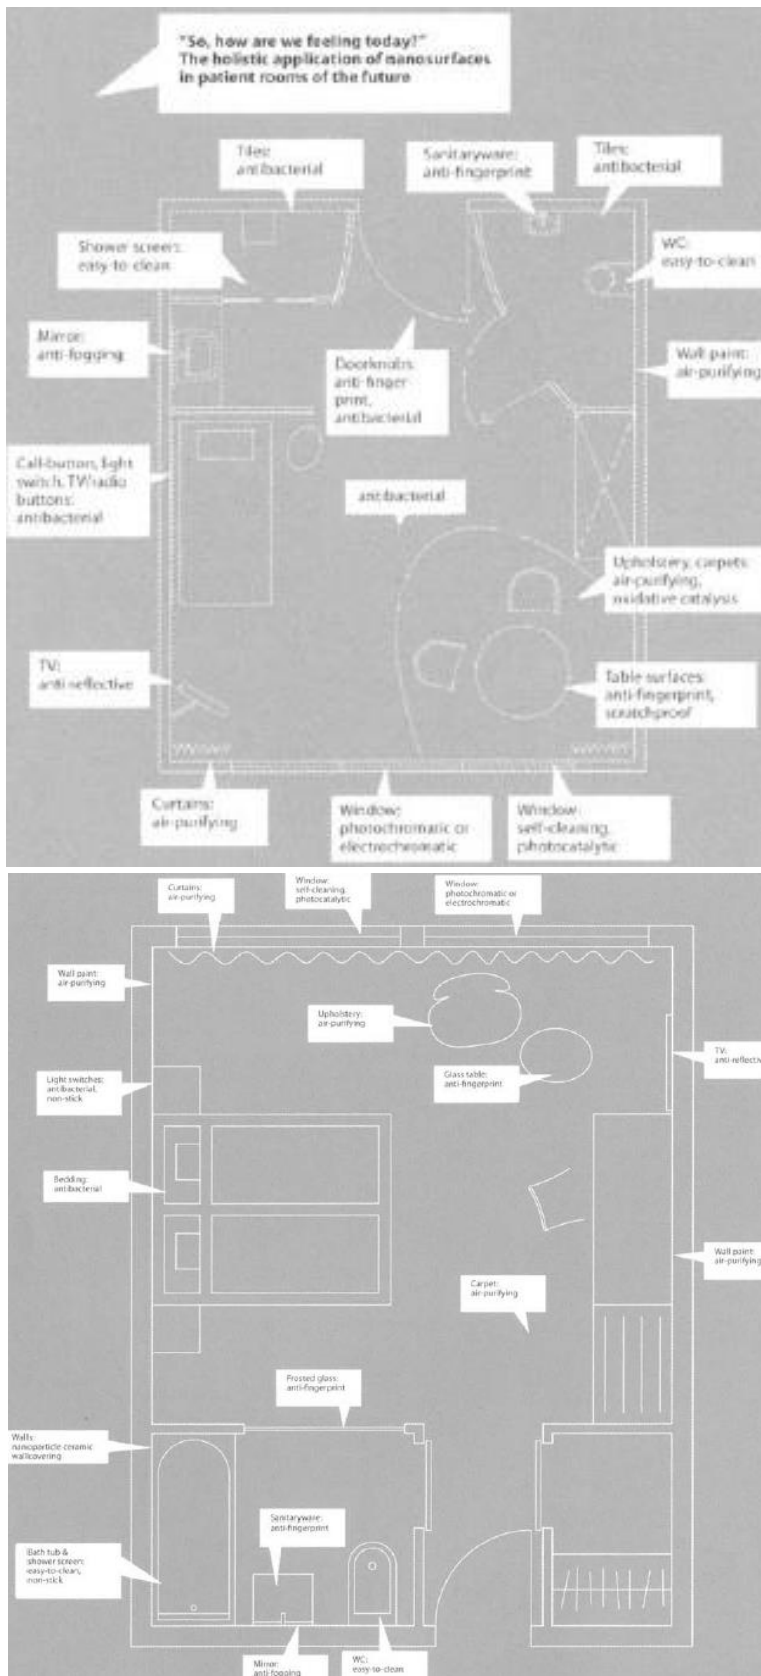 "So, how are we feeling today?"
The holistic application of nanosurfaces
in patient rooms of the future
Tiles:
antibacterial
Sanitaryware:
anti-fingerprint
Tiles:
antibacterial
Shower screen:
easy-to-clean
WC:
easy-to-clean
Mirror:
anti-fogging
Doorknobs:
anti-finger
print,
antibacterial
Wall paint:
air-purifying
Call-button, light
switch, TV/radio
buttons:
antibacterial
antibacterial
Upholstery, carpets:
air-purifying,
oxidative catalysis
TV:
anti-reflective
Table surfaces:
anti-fingerprint,
scratchproof
Curtains:
air-purifying
Window:
photochromatic or
electrochromatic
Window:
self-cleaning,
photocatalytic
Curtains:
air-purifying
Window:
self-cleaning,
photocatalytic
Window:
photochromatic or
electrochromatic
Wall paint:
air-purifying
Upholstery:
air-purifying
TV:
anti-reflective
Light switches:
antibacterial,
non-stick
Glass table:
anti-fingerprint
Bedding:
antibacterial
Wall paint:
air-purifying
Carpet:
air-purifying
Frosted glass:
anti-fingerprint
Walls:
nanoparticle ceramic
wallcovering
Sanitaryware:
anti-fingerprint
Bath tub &
shower screen:
easy-to-clean,
non-stick
Mirror:
anti-fogging
WC:
easy-to-clean